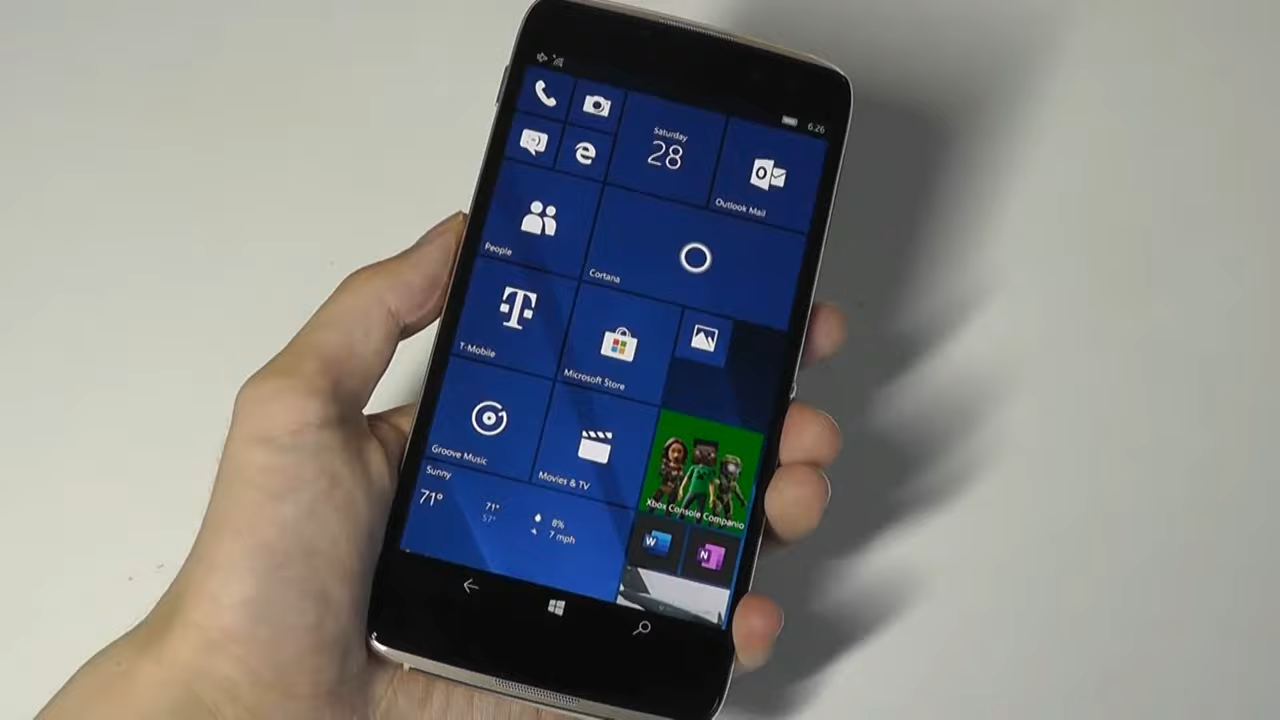 6:26
Saturday
28
Outlook Mail
People
Cortana
T
T-Mobile
Microsoft Store
Groove Music
Movies & TV
Xbox Console Companio
Sunny
71°
71°
57°
8%
7 mph
W
N